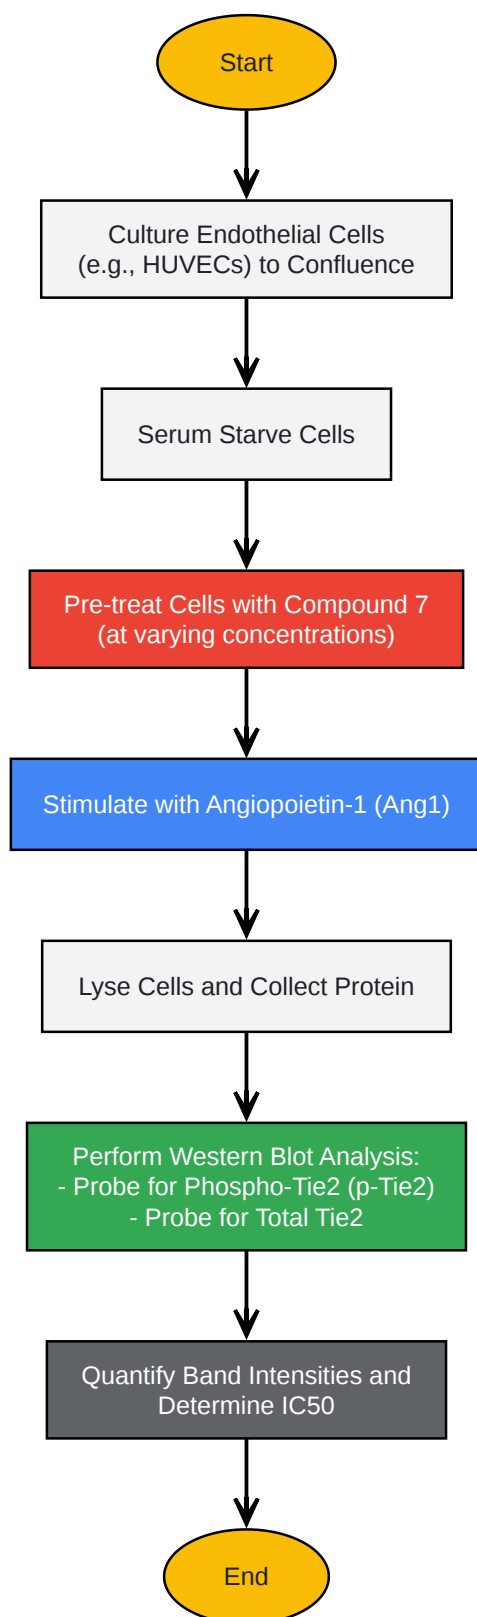 Start
Culture Endothelial Cells
(e.g., HUVECs) to Confluence
Serum Starve Cells
Pre-treat Cells with Compound 7
(at varying concentrations)
Stimulate with Angiopoietin-1 (Ang1)
Lyse Cells and Collect Protein
Perform Western Blot Analysis:
- Probe for Phospho-Tie2 (p-Tie2)
- Probe for Total Tie2
Quantify Band Intensities and
Determine IC50
End